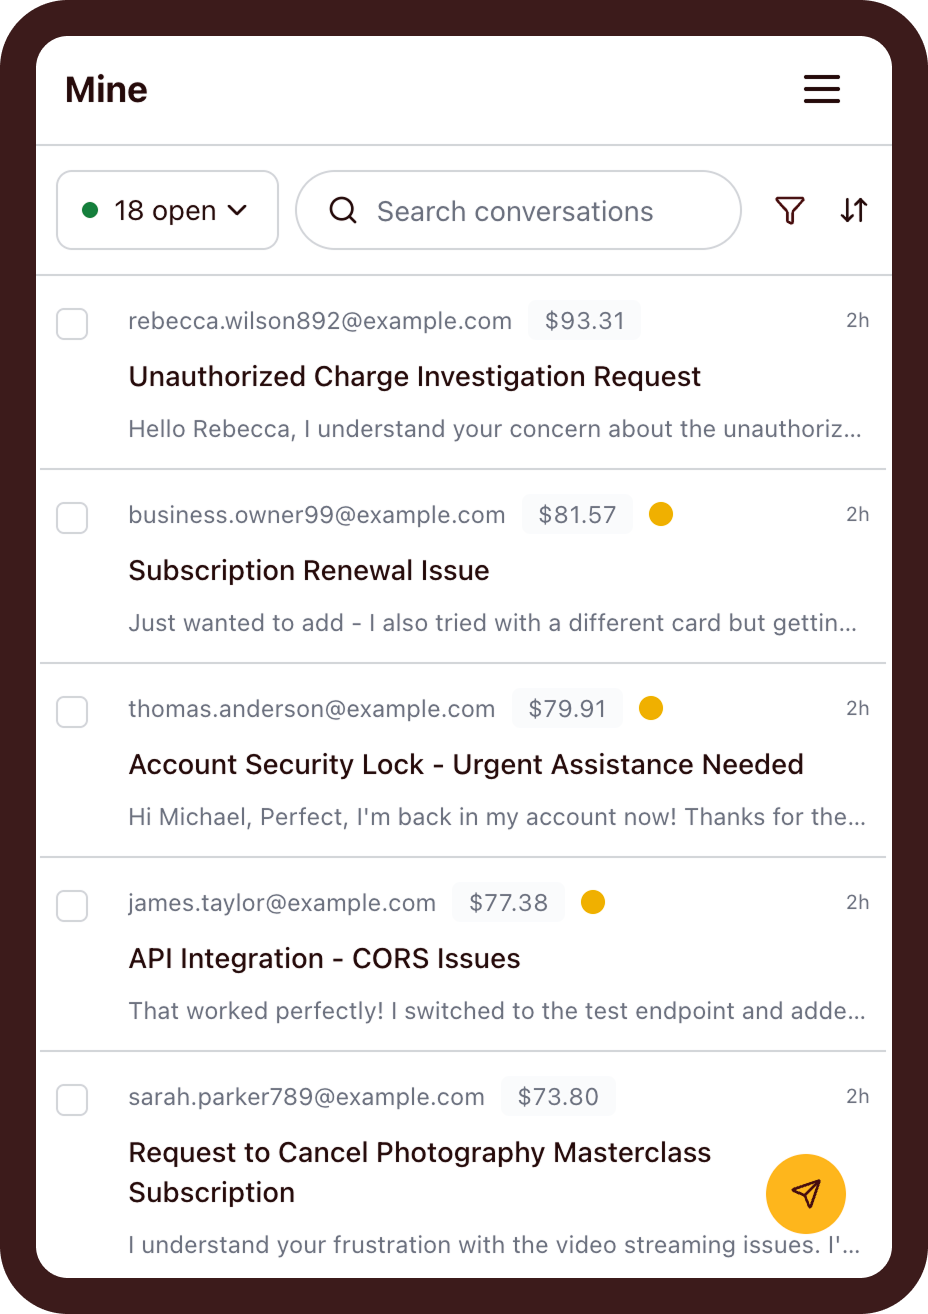 Mine
18 open
Search conversations
rebecca.wilson892@example.com $93.31 2h
Unauthorized Charge Investigation Request
Hello Rebecca, I understand your concern about the unauthoriz...
business.owner99@example.com $81.57 2h
Subscription Renewal Issue
Just wanted to add - I also tried with a different card but gettin...
thomas.anderson@example.com $79.91 2h
Account Security Lock - Urgent Assistance Needed
Hi Michael, Perfect, I'm back in my account now! Thanks for the...
james.taylor@example.com $77.38 2h
API Integration - CORS Issues
That worked perfectly! I switched to the test endpoint and adde...
sarah.parker789@example.com $73.80 2h
Request to Cancel Photography Masterclass
Subscription
I understand your frustration with the video streaming issues. I'...